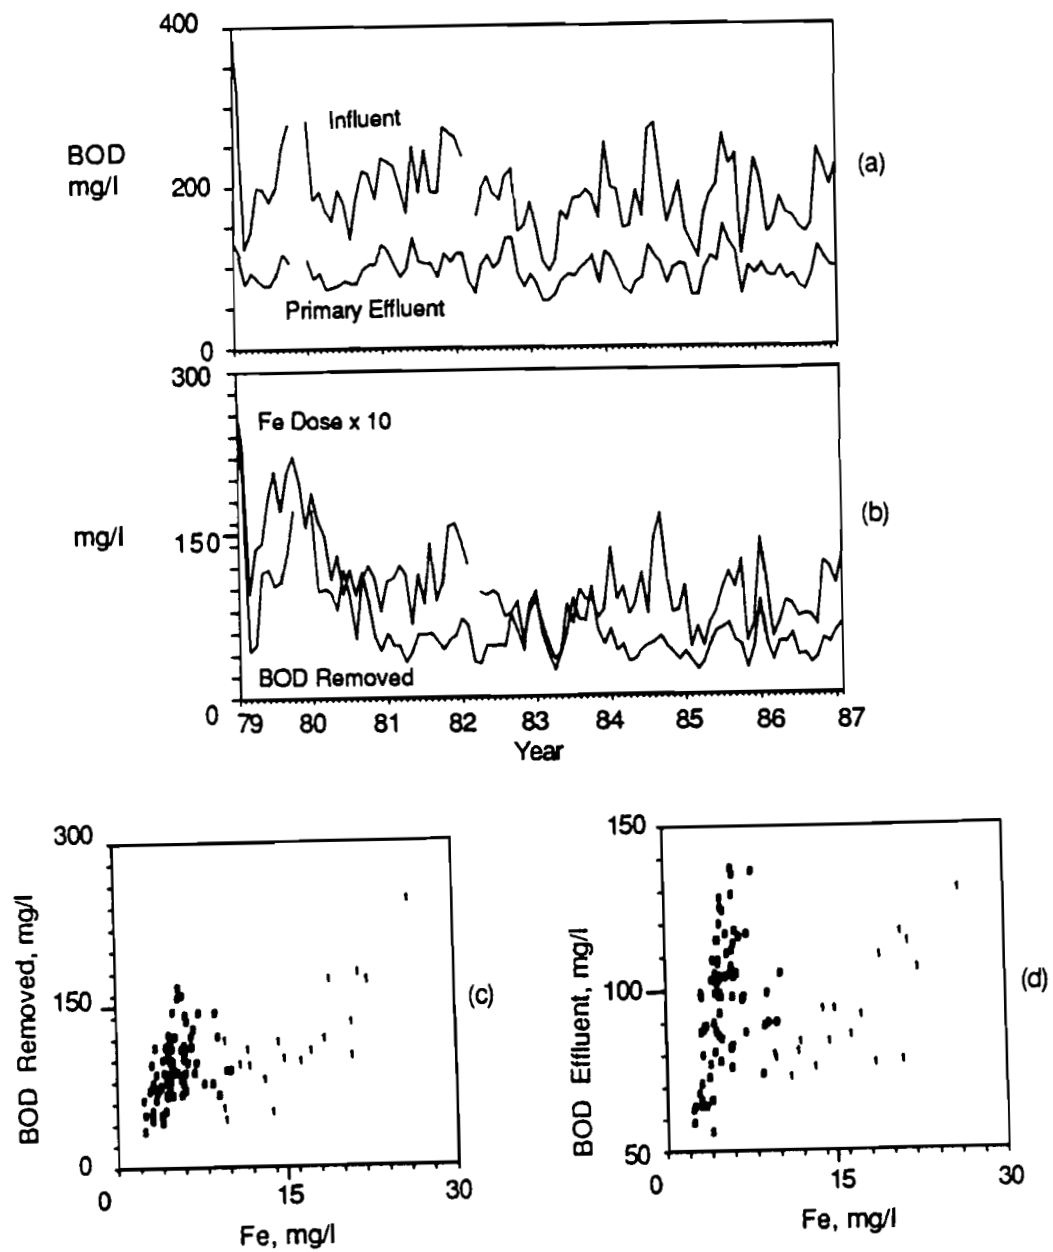 400
Influent
BOD
mg/l
(a)
200
Primary Effluent
0
300
Fe Dose x 10
mg/l
(b)
150
BOD Removed
0
79 80 81 82 83 84 85 86 87
Year
300
BOD Removed, mg/l
150
(c)
0
0 15 30
Fe, mg/l
150
BOD Effluent, mg/l
100
(d)
50
0 15 30
Fe, mg/l